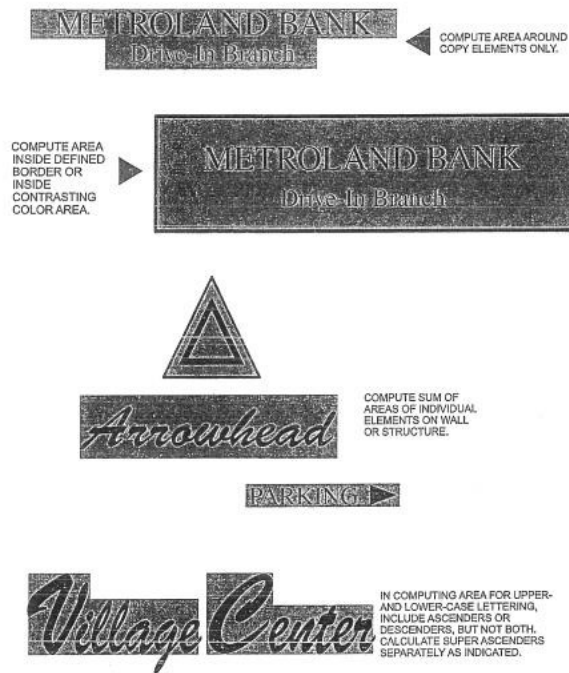 METROLAND BANK
Drive-In Branch
COMPUTE AREA AROUND
COPY ELEMENTS ONLY.
COMPUTE AREA
INSIDE DEFINED
BORDER OR
INSIDE
CONTRASTING
COLOR AREA.
METROLAND BANK
Drive-In Branch
Arrowhead
COMPUTE SUM OF
AREAS OF INDIVIDUAL
ELEMENTS ON WALL
OR STRUCTURE.
PARKING
Village Center
IN COMPUTING AREA FOR UPPER-
AND LOWER-CASE LETTERING,
INCLUDE ASCENDERS OR
DESCENDERS, BUT NOT BOTH.
CALCULATE SUPER ASCENDERS
SEPARATELY AS INDICATED.